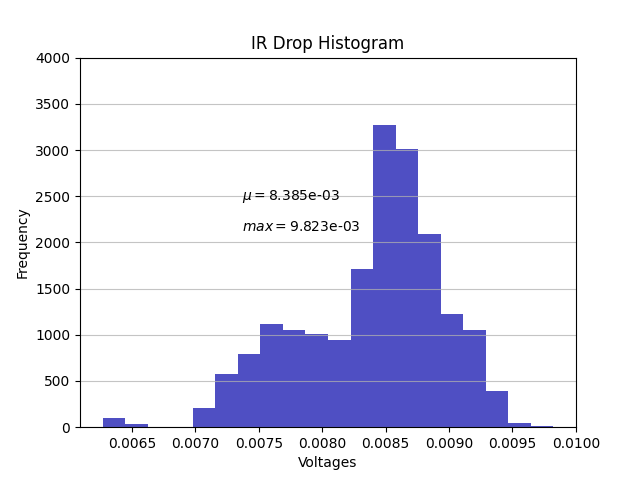 IR Drop Histogram
4000
3500
3000
2500
2000
1500
1000
500
0
Frequency
μ = 8.385e-03
max = 9.823e-03
0.0065 0.0070 0.0075 0.0080 0.0085 0.0090 0.0095 0.0100
Voltages